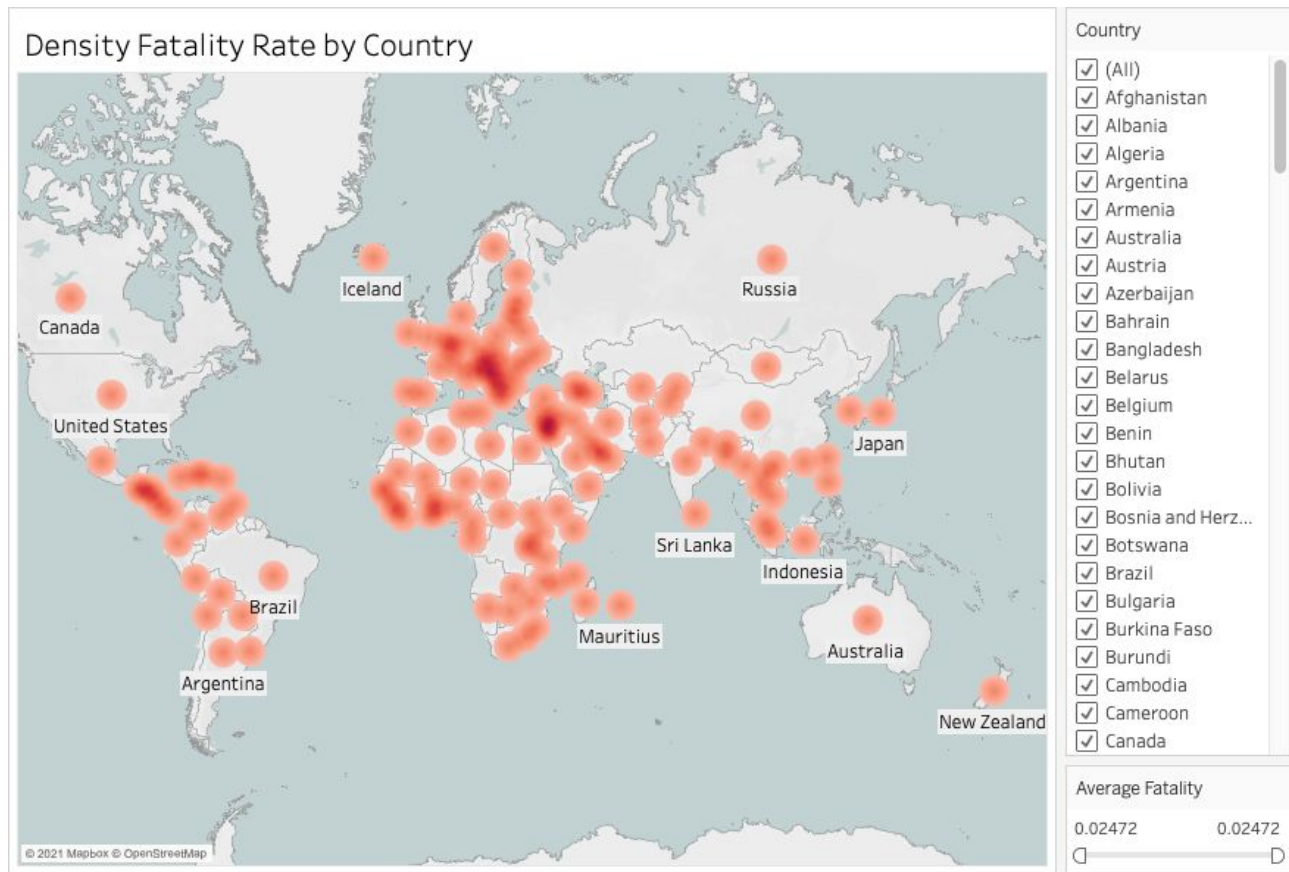 Density Fatality Rate by Country
Iceland
Russia
Canada
United States
Japan
Sri Lanka
Indonesia
Brazil
Mauritius
Australia
Argentina
New Zealand
© 2021 Mapbox © OpenStreetMap
Country
(All)
Afghanistan
Albania
Algeria
Argentina
Armenia
Australia
Austria
Azerbaijan
Bahrain
Bangladesh
Belarus
Belgium
Benin
Bhutan
Bolivia
Bosnia and Herz...
Botswana
Brazil
Bulgaria
Burkina Faso
Burundi
Cambodia
Cameroon
Canada
Average Fatality
0.02472 0.02472